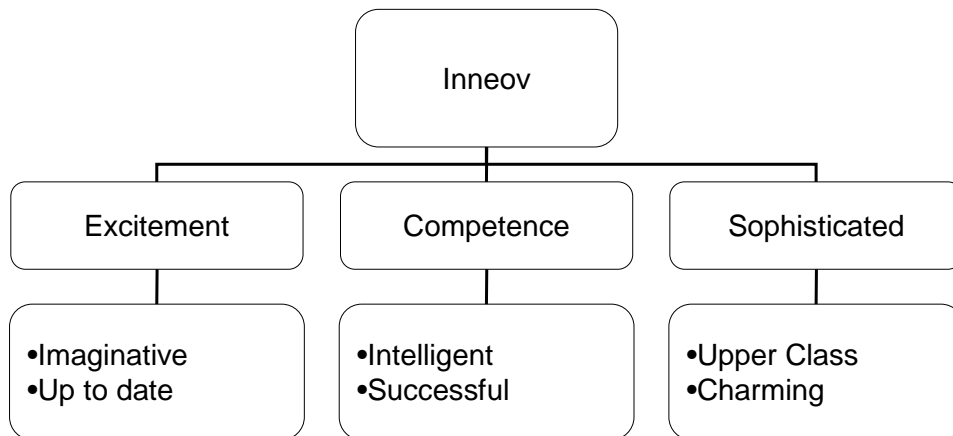 Inneov
Excitement
Competence
Sophisticated
•Imaginative
•Up to date
•Intelligent
•Successful
•Upper Class
•Charming